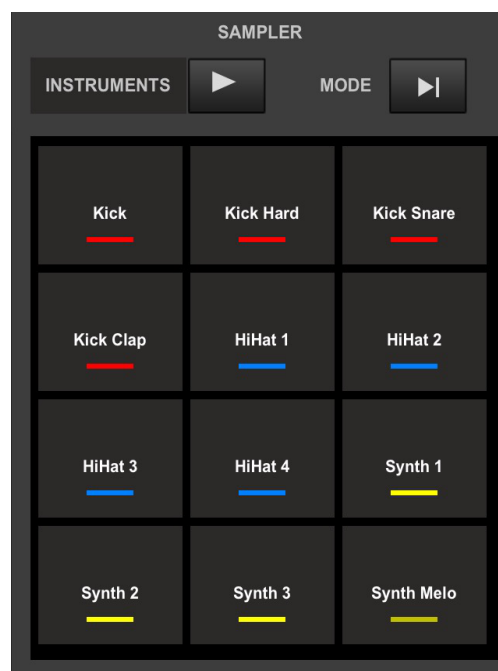 SAMPLER
INSTRUMENTS MODE
Kick Kick Hard Kick Snare
Kick Clap HiHat 1 HiHat 2
HiHat 3 HiHat 4 Synth 1
Synth 2 Synth 3 Synth Melo